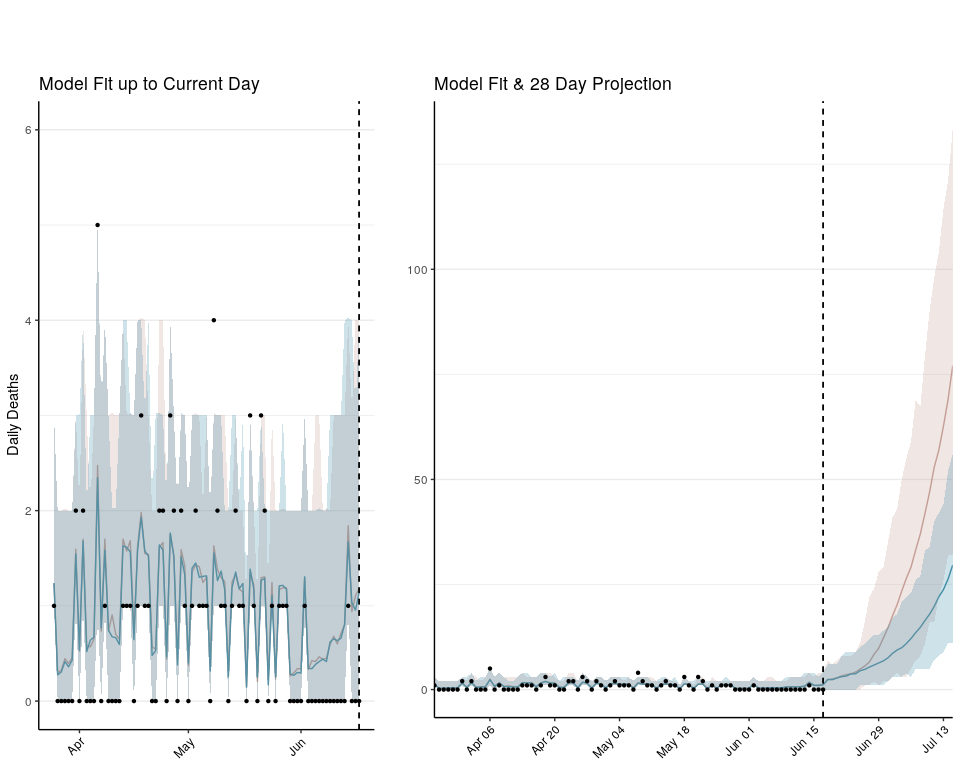 Model Fit up to Current Day
Daily Deaths
6
4
2
0
Apr
May
Jun
Model Fit & 28 Day Projection
100
50
0
Apr 06
Apr 20
May 04
May 18
Jun 01
Jun 15
Jun 29
Jul 13